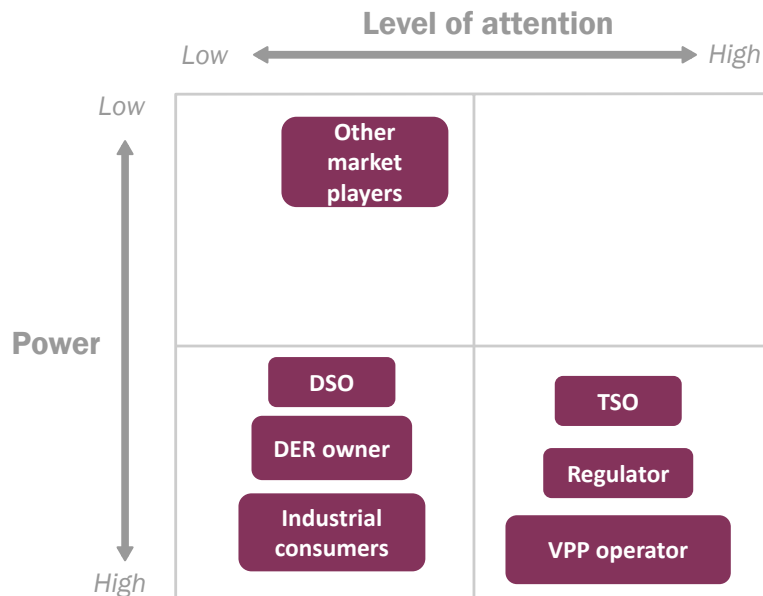 Level of attention
Low
High
Low
Other
market
players
Power
DSO
TSO
DER owner
Regulator
Industrial
consumers
VPP operator
High